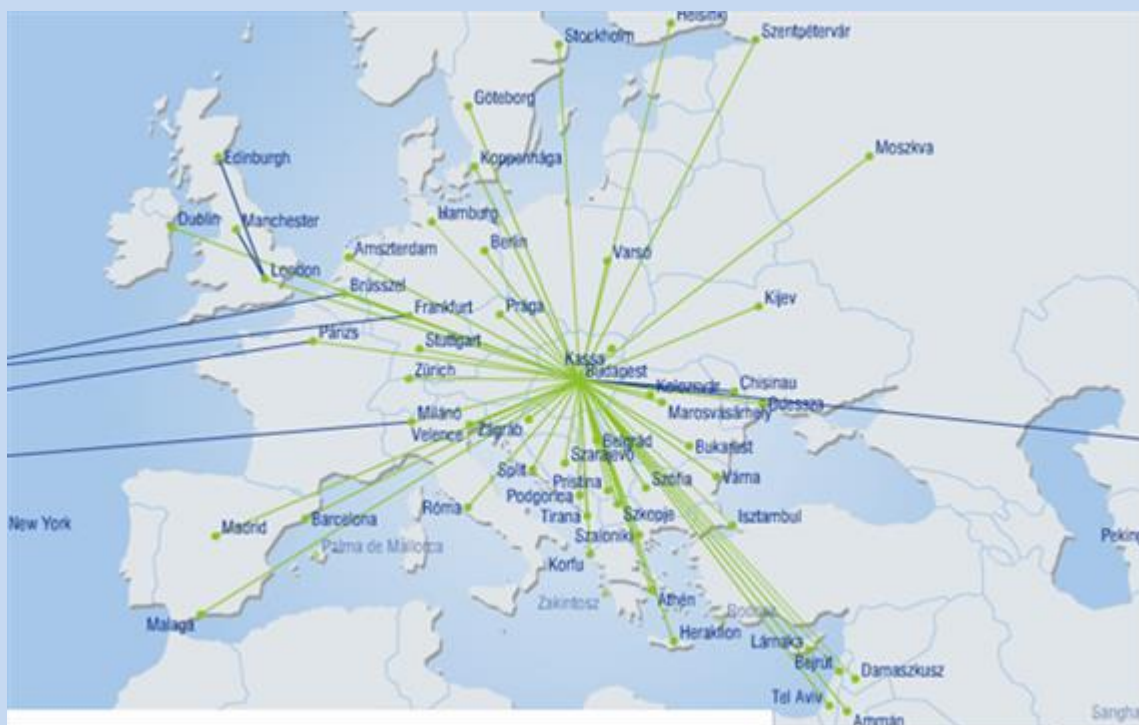 Helsinki
Stockholm
Szentpétervár
Göteborg
Moszkva
Edinburgh
Koppenhága
Dublin
Manchester
Hamburg
Berlin
Amszterdam
Varsó
London
Brüsszel
Frankfurt
Prága
Kijev
Párizs
Stuttgart
Kassa
Zürich
Budapest
Kolozsvár
Chisinau
Milánó
Marosvásárhely
Odessza
Velence
Zágráb
Belgrád
Bukarest
Szarajevó
Split
Pristina
Szófia
Várna
Podgorica
Róma
Tirana
Szkopje
Isztambul
New York
Madrid
Barcelona
Szaloniki
Peking
Palma de Mallorca
Korfu
Zakintosz
Athén
Malaga
Heraklion
Lárnaka
Bejrút
Damaszkusz
Tel Aviv
Ammán
Sangha